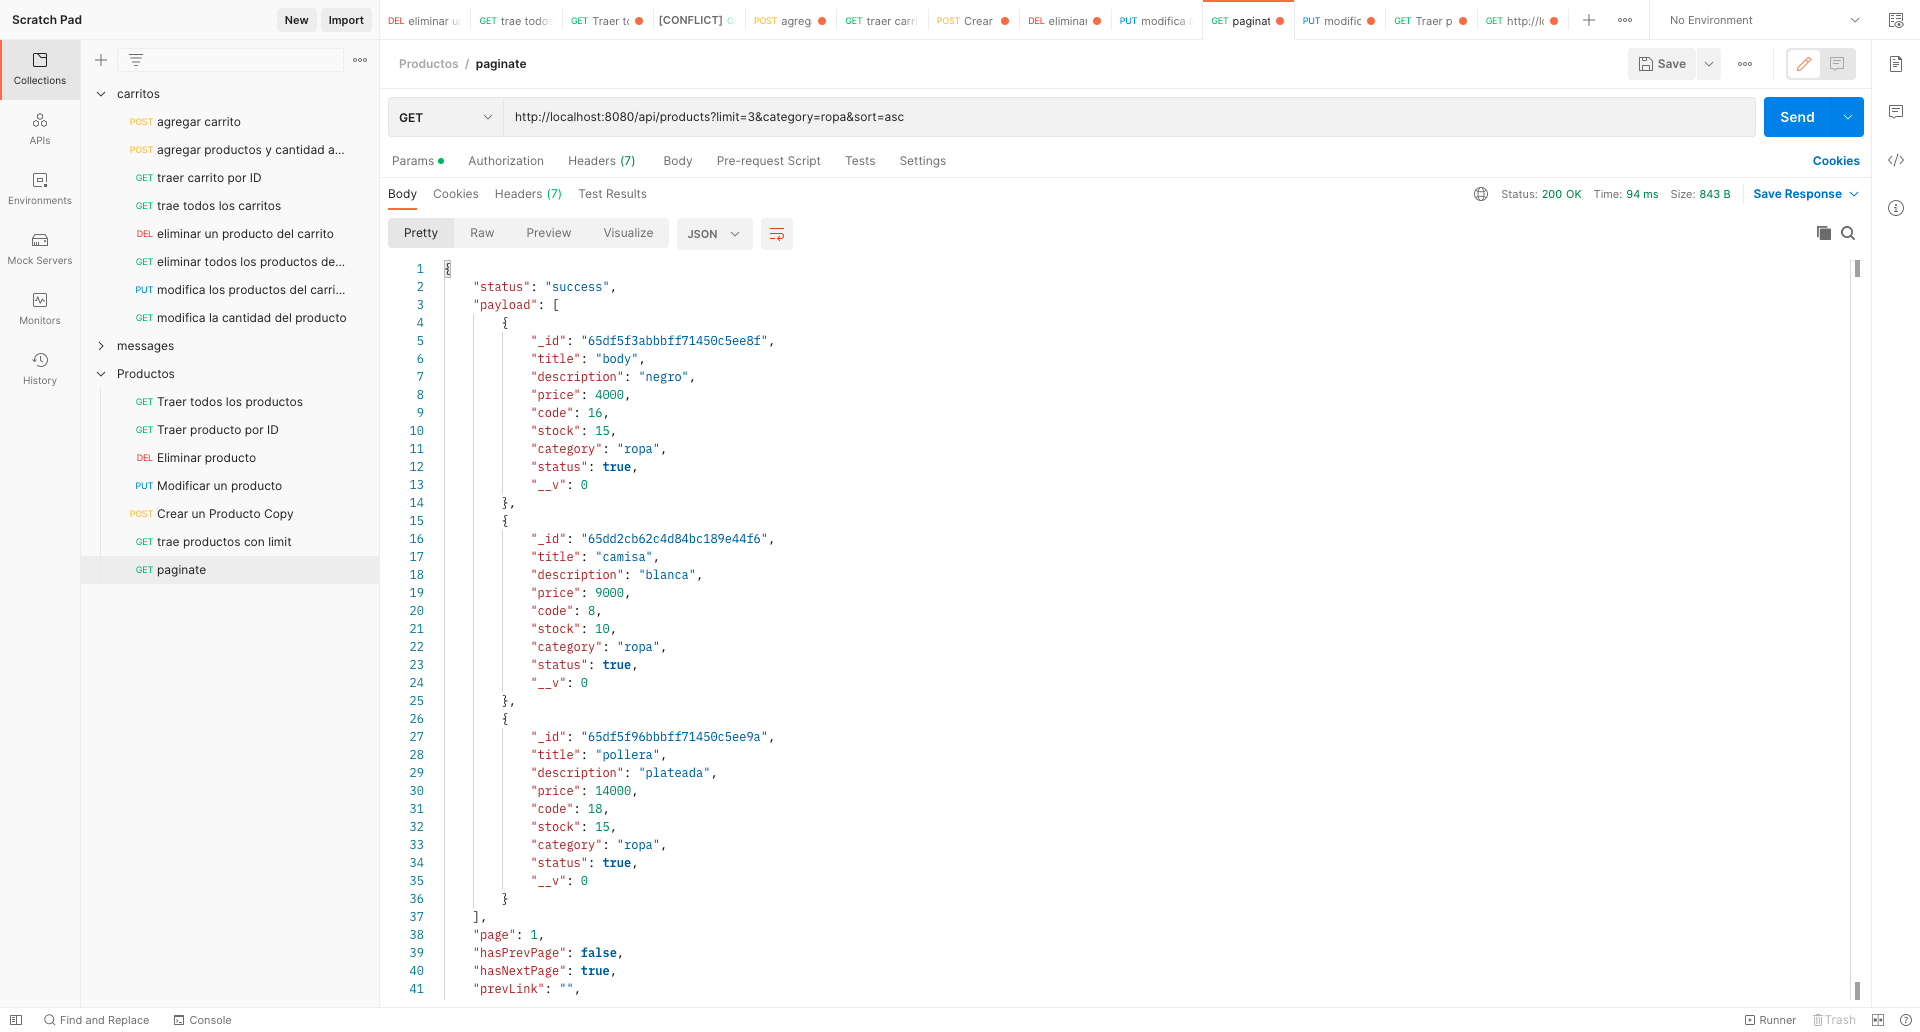 Scratch Pad
New
Import
DEL eliminar u
GET trae todos
GET Traer to
[CONFLICT] G
POST agreg
GET traer carri
POST Crear
DEL eliminar
PUT modifica l
GET paginat
PUT modific
GET Traer p
GET http://lo
No Environment
Collections
APIs
Environments
Mock Servers
Monitors
History
carritos
POST agregar carrito
POST agregar productos y cantidad a...
GET traer carrito por ID
GET trae todos los carritos
DEL eliminar un producto del carrito
GET eliminar todos los productos de...
PUT modifica los productos del carri...
PUT modifica la cantidad del producto
messages
Productos
GET Traer todos los productos
GET Traer producto por ID
DEL Eliminar producto
PUT Modificar un producto
POST Crear un Producto Copy
GET trae productos con limit
GET paginate
Productos / paginate
Save
GET
http://localhost:8080/api/products?limit=3&category=ropa&sort=asc
Send
Params
Authorization
Headers (7)
Body
Pre-request Script
Tests
Settings
Cookies
Body
Cookies
Headers (7)
Test Results
Status: 200 OK
Time: 94 ms
Size: 843 B
Save Response
Pretty
Raw
Preview
Visualize
JSON
1 {
2 "status": "success",
3 "payload": [
4 {
5 "_id": "65df5f3abbbff71450c5ee8f",
6 "title": "body",
7 "description": "negro",
8 "price": 4000,
9 "code": 16,
10 "stock": 15,
11 "category": "ropa",
12 "status": true,
13 "__v": 0
14 },
15 {
16 "_id": "65dd2cb62c4d84bc189e44f6",
17 "title": "camisa",
18 "description": "blanca",
19 "price": 9000,
20 "code": 8,
21 "stock": 10,
22 "category": "ropa",
23 "status": true,
24 "__v": 0
25 },
26 {
27 "_id": "65df5f96bbbff71450c5ee9a",
28 "title": "pollera",
29 "description": "plateada",
30 "price": 14000,
31 "code": 18,
32 "stock": 15,
33 "category": "ropa",
34 "status": true,
35 "__v": 0
36 }
37 ],
38 "page": 1,
39 "hasPrevPage": false,
40 "hasNextPage": true,
41 "prevLink": "",
Find and Replace
Console
Runner
Trash